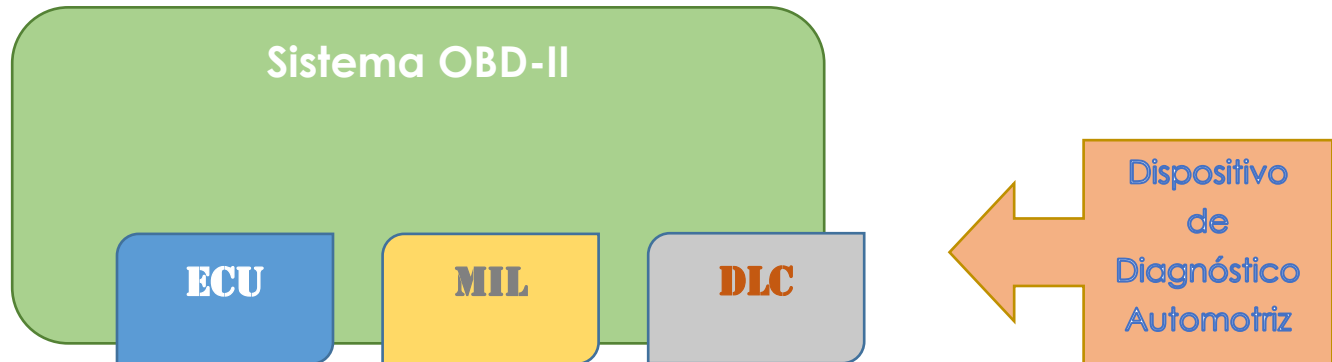 Sistema OBD-II
ECU
MIL
DLC
Dispositivo
de
Diagnóstico
Automotriz